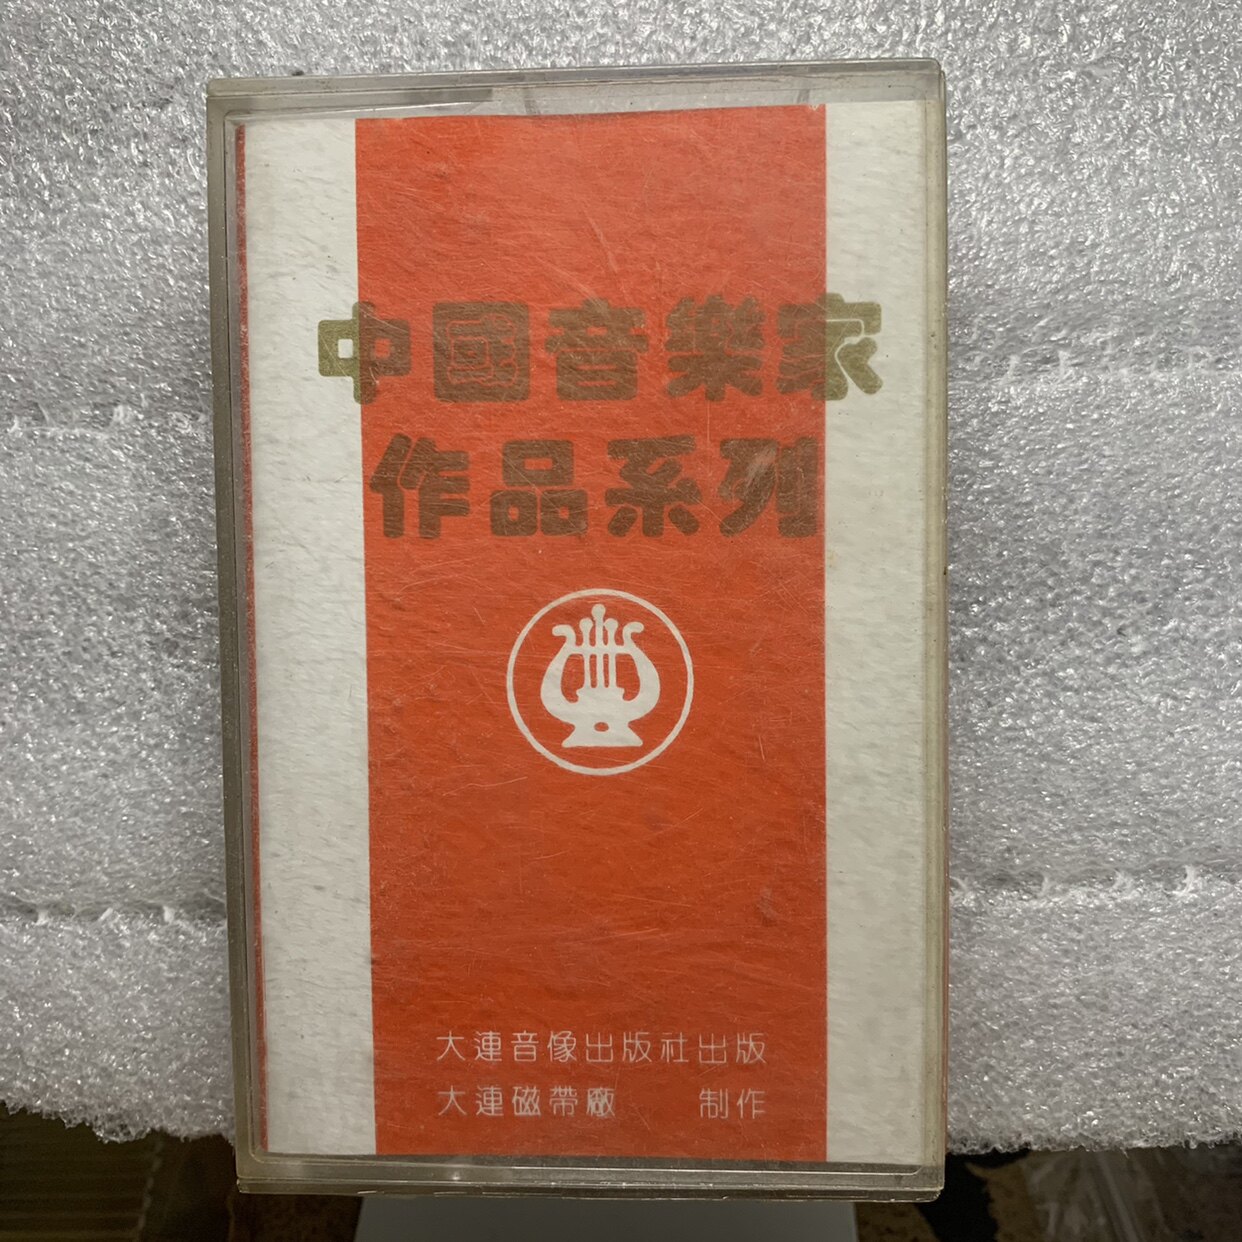 中國音樂家
作品系列
大連音像出版社出版
大連磁帶廠 制作